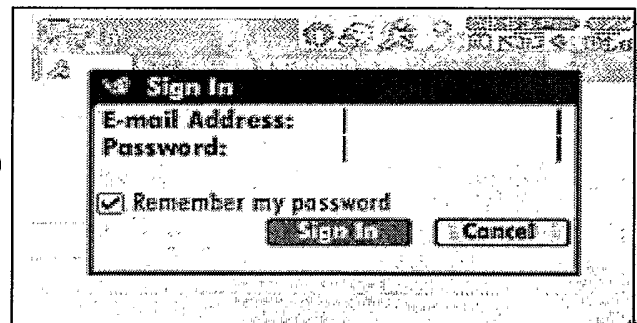 Sign In
E-mail Address:
Password:
Remember my password
Sign In Cancel